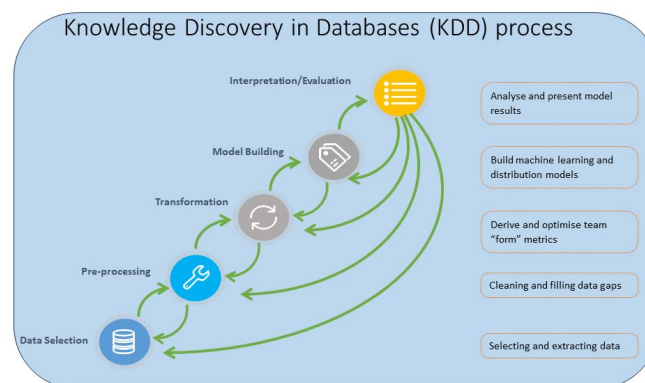 Knowledge Discovery in Databases (KDD) process
Interpretation/Evaluation
Analyse and present model
results
Model Building
Build machine learning and
distribution models
Transformation
Derive and optimise team
“form” metrics
Pre-processing
Cleaning and filling data gaps
Data Selection
Selecting and extracting data